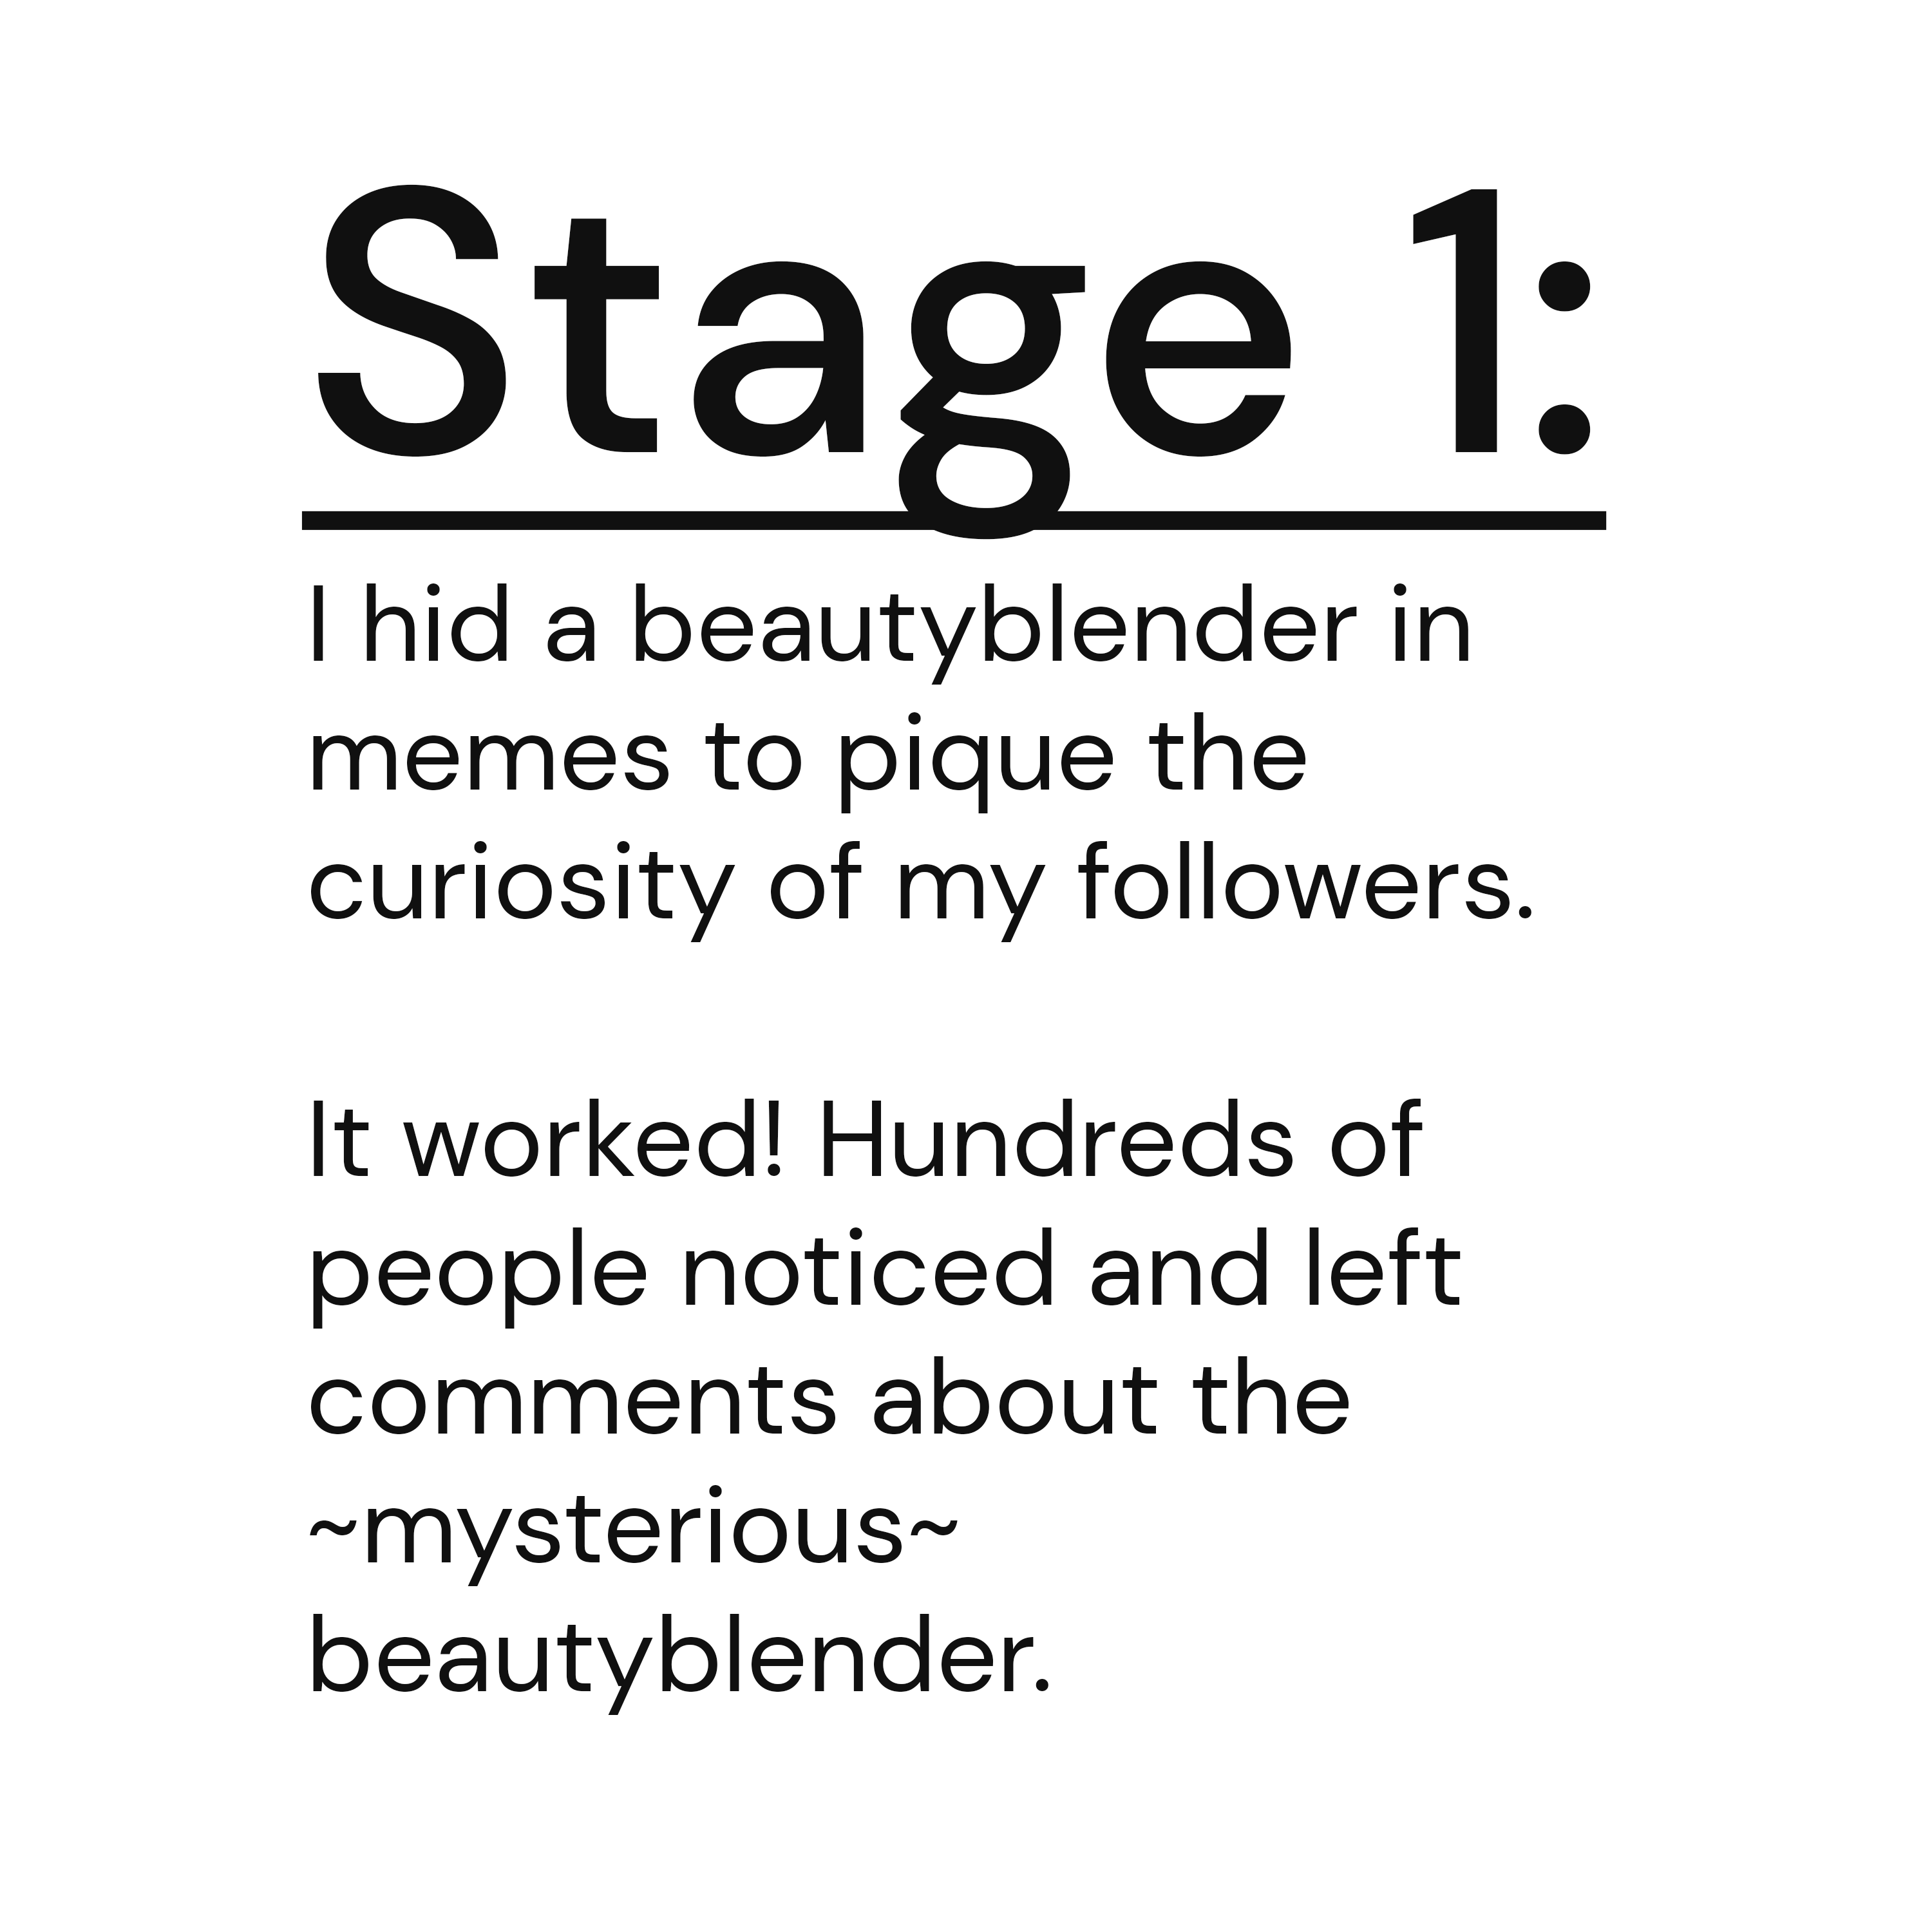 Stage 1:
I hid a beautyblender in
memes to pique the
curiosity of my followers.
It worked! Hundreds of
people noticed and left
comments about the
~mysterious~
beautyblender.